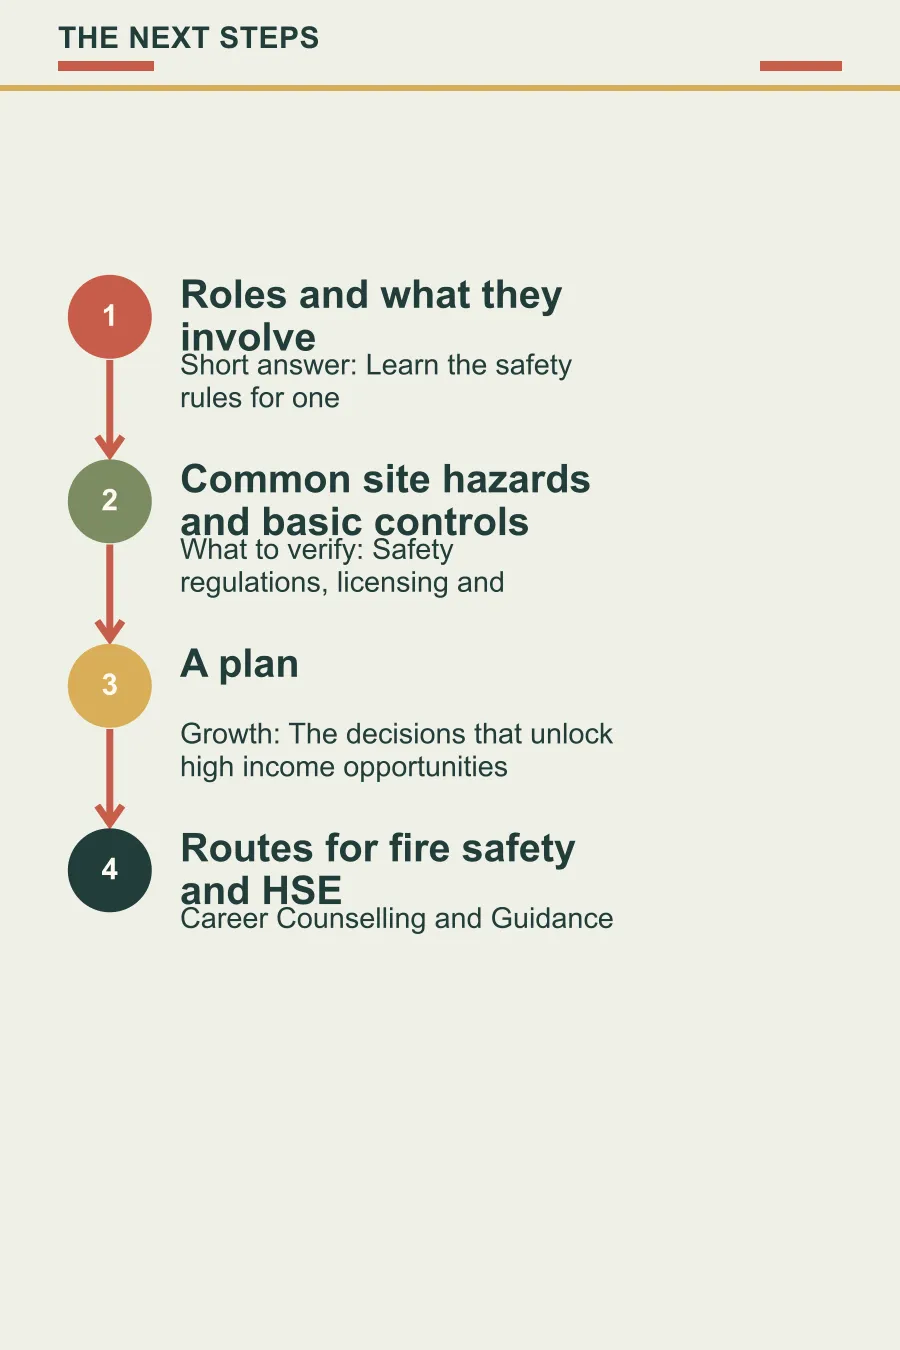 THE NEXT STEPS
1
Roles and what they
involve
Short answer: Learn the safety
rules for one
2
Common site hazards
and basic controls
What to verify: Safety
regulations, licensing and
3
A plan
Growth: The decisions that unlock
high income opportunities
4
Routes for fire safety
and HSE
Career Counselling and Guidance